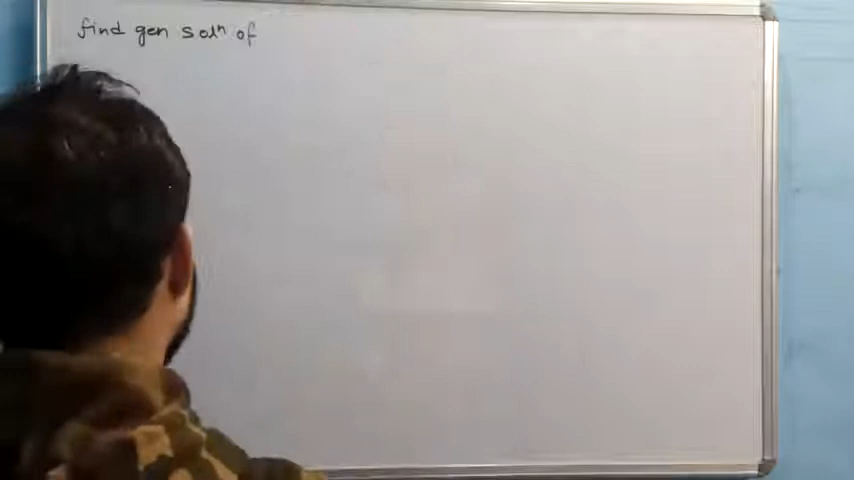 find gen solⁿ of